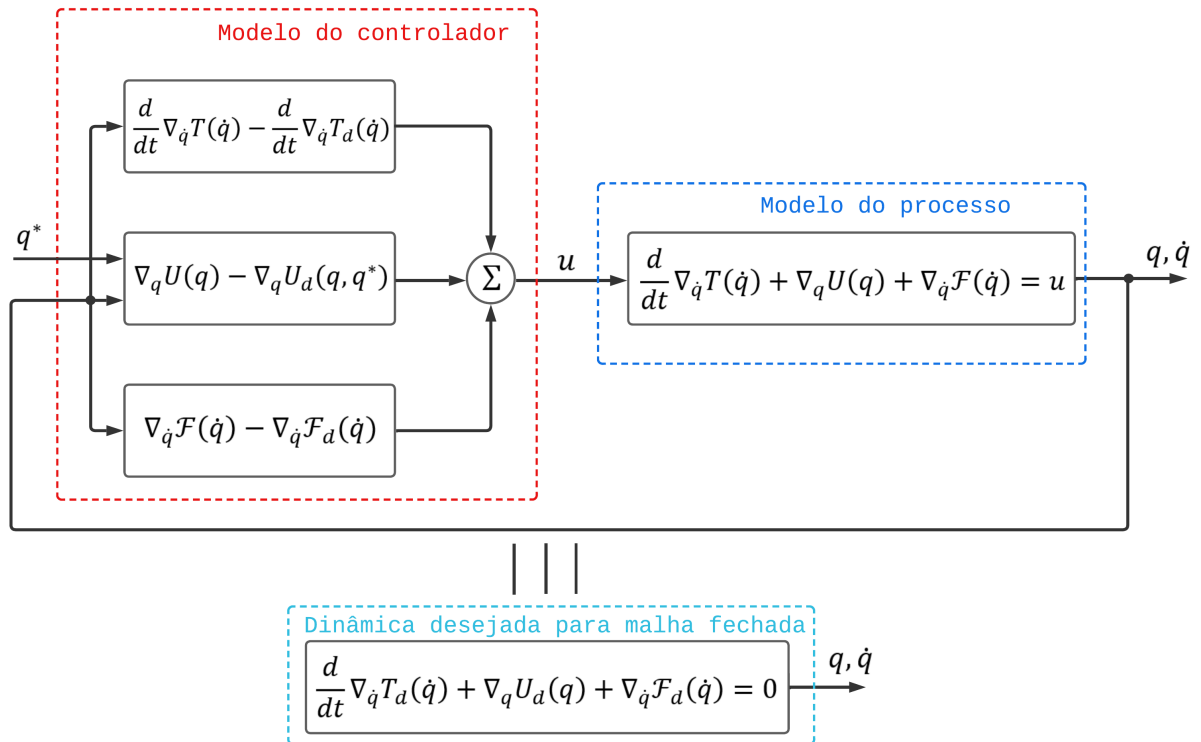 Modelo do controlador
d/dt ∇_q̇ T(q̇) − d/dt ∇_q̇ T_d(q̇)
q*
∇_q U(q) − ∇_q U_d(q, q*)
∇_q̇ ℱ(q̇) − ∇_q̇ ℱ_d(q̇)
Σ
u
Modelo do processo
d/dt ∇_q̇ T(q̇) + ∇_q U(q) + ∇_q̇ ℱ(q̇) = u
q, q̇
Dinâmica desejada para malha fechada
d/dt ∇_q̇ T_d(q̇) + ∇_q U_d(q) + ∇_q̇ ℱ_d(q̇) = 0
q, q̇